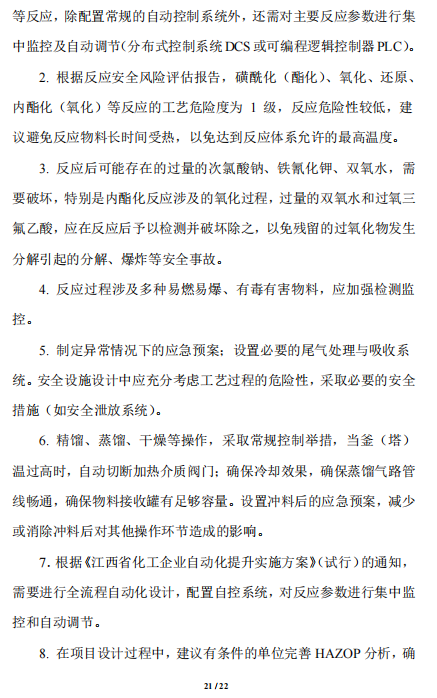 等反应，除配置常规的自动控制系统外，还需对主要反应参数进行集
中监控及自动调节（分布式控制系统 DCS 或可编程逻辑控制器 PLC）。
2. 根据反应安全风险评估报告，磺酰化（酯化）、氧化、还原、
内酯化（氧化）等反应的工艺危险度为 1 级，反应危险性较低，建
议避免反应物料长时间受热，以免达到反应体系允许的最高温度。
3. 反应后可能存在的过量的次氯酸钠、铁氰化钾、双氧水，需
要破坏，特别是内酯化反应涉及的氧化过程，过量的双氧水和过氧三
氟乙酸，应在反应后予以检测并破坏除之，以免残留的过氧化物发生
分解引起的分解、爆炸等安全事故。
4. 反应过程涉及多种易燃易爆、有毒有害物料，应加强检测监
控。
5. 制定异常情况下的应急预案；设置必要的尾气处理与吸收系
统。安全设施设计中应充分考虑工艺过程的危险性，采取必要的安全
措施（如安全泄放系统）。
6. 精馏、蒸馏、干燥等操作，采取常规控制举措，当釜（塔）
温过高时，自动切断加热介质阀门；确保冷却效果，确保蒸馏气路管
线畅通，确保物料接收罐有足够容量。设置冲料后的应急预案，减少
或消除冲料后对其他操作环节造成的影响。
7. 根据《江西省化工企业自动化提升实施方案》（试行）的通知，
需要进行全流程自动化设计，配置自控系统，对反应参数进行集中监
控和自动调节。
8. 在项目设计过程中，建议有条件的单位完善 HAZOP 分析，确
21 / 22